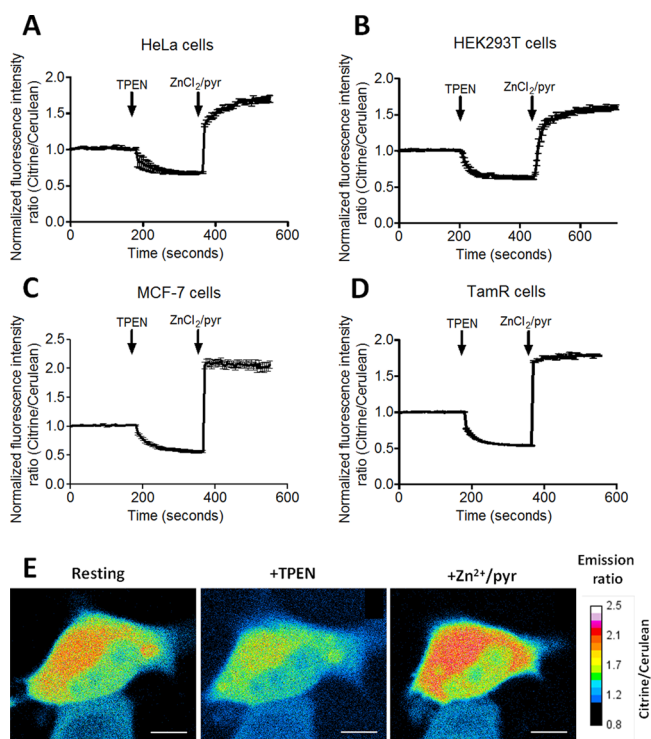 A
HeLa cells
TPEN
ZnCl₂/pyr
Normalized fluorescence intensity
ratio (Citrine/Cerulean)
2.0
1.5
1.0
0.5
0.0
0 200 400 600
Time (seconds)
B
HEK293T cells
TPEN
ZnCl₂/pyr
Normalized fluorescence intensity
ratio (Citrine/Cerulean)
2.0
1.5
1.0
0.5
0.0
0 200 400 600
Time (seconds)
C
MCF-7 cells
TPEN
ZnCl₂/pyr
Normalized fluorescence intensity
ratio (Citrine/Cerulean)
2.5
2.0
1.5
1.0
0.5
0.0
0 200 400 600
Time (seconds)
D
TamR cells
TPEN
ZnCl₂/pyr
Normalized fluorescence intensity
ratio (Citrine/Cerulean)
2.0
1.5
1.0
0.5
0.0
0 200 400 600
Time (seconds)
E
Resting
+TPEN
+Zn²⁺/pyr
Emission
ratio
2.5
2.1
1.7
1.2
0.8
Citrine/Cerulean